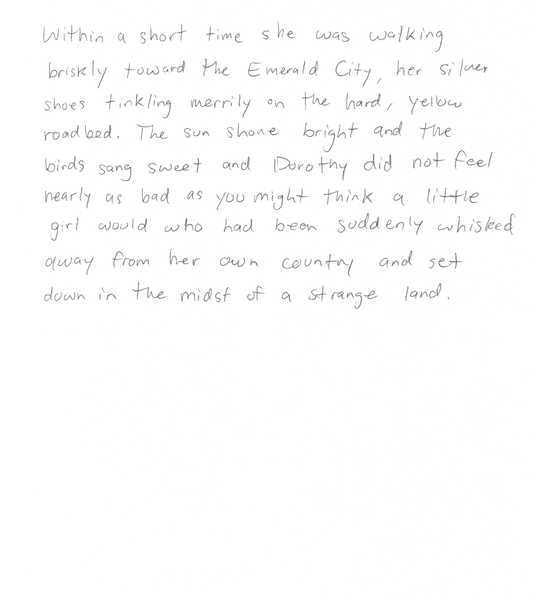 Within a short time she was walking
briskly toward the Emerald City, her silver
shoes tinkling merrily on the hard, yellow
roadbed. The sun shone bright and the
birds sang sweet and Dorothy did not feel
nearly as bad as you might think a little
girl would who had been suddenly whisked
away from her own country and set
down in the midst of a strange land.